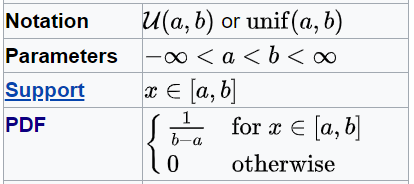 Notation 𝒰(a, b) or unif(a, b)
Parameters −∞ < a < b < ∞
Support x ∈ [a, b]
PDF { 1/(b−a) for x ∈ [a, b]
0 otherwise